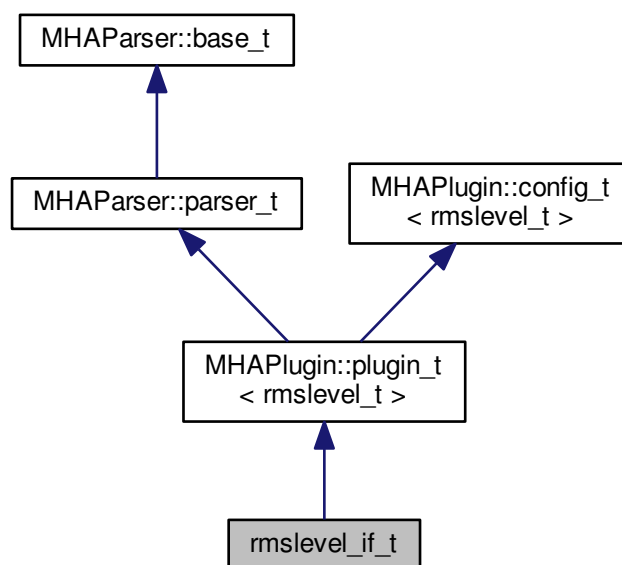 MHAParser::base_t
MHAParser::parser_t
MHAPlugin::config_t
< rmslevel_t >
MHAPlugin::plugin_t
< rmslevel_t >
rmslevel_if_t